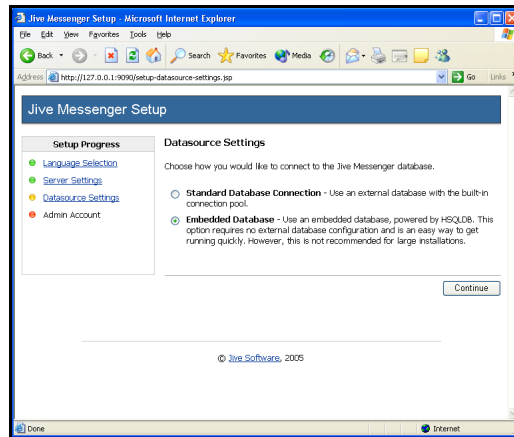 Jive Messenger Setup - Microsoft Internet Explorer
File Edit View Favorites Tools Help
Back Search Favorites Media
Address http://127.0.0.1:9090/setup-datasource-settings.jsp Go Links
Jive Messenger Setup
Setup Progress
Language Selection
Server Settings
Datasource Settings
Admin Account
Datasource Settings
Choose how you would like to connect to the Jive Messenger database.
Standard Database Connection - Use an external database with the built-in
connection pool.
Embedded Database - Use an embedded database, powered by HSQLDB. This
option requires no external database configuration and is an easy way to get
running quickly. However, this is not recommended for large installations.
Continue
© Jive Software, 2005
Done Internet